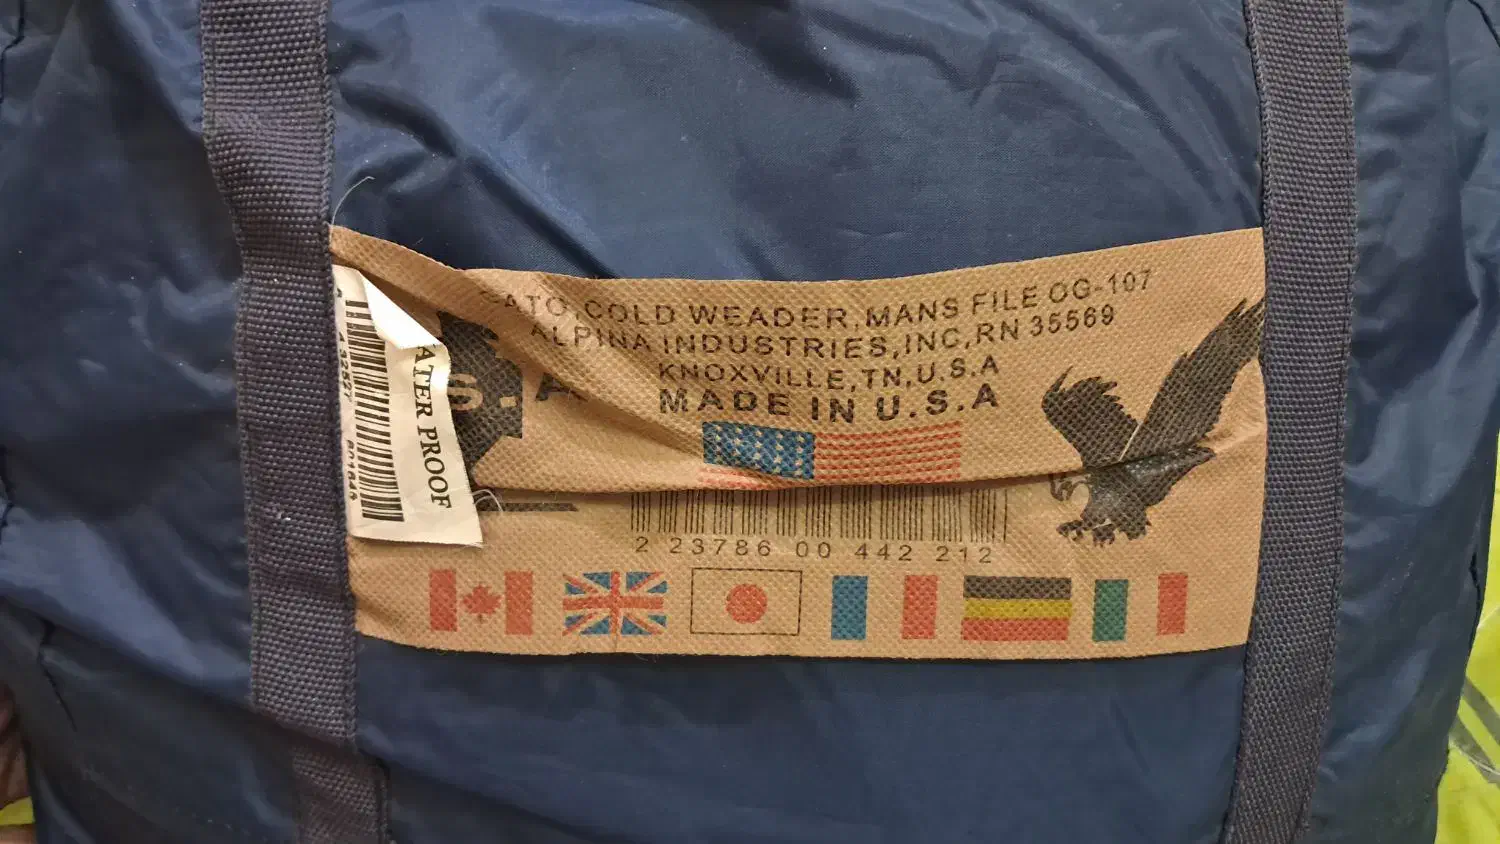 ATO,COLD WEADER,MANS FILE OG-107
ALPINA INDUSTRIES,INC,RN 35569
KNOXVILLE,TN,U.S.A
MADE IN U.S.A
S.A
ATER PROOF
2 23786 00 442 212